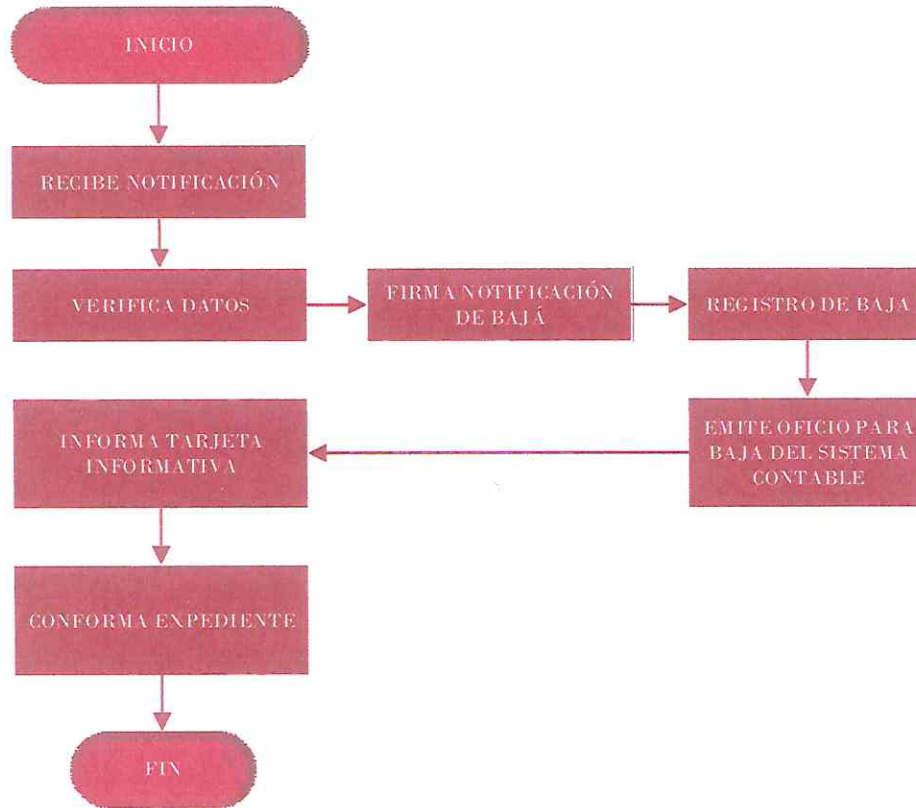 INICIO
RECIBE NOTIFICACIÓN
VERIFICA DATOS
FIRMA NOTIFICACIÓN
DE BAJÁ
REGISTRO DE BAJA
EMITE OFICIO PARA
BAJA DEL SISTEMA
CONTABLE
INFORMA TARJETA
INFORMATIVA
CONFORMA EXPEDIENTE
FIN